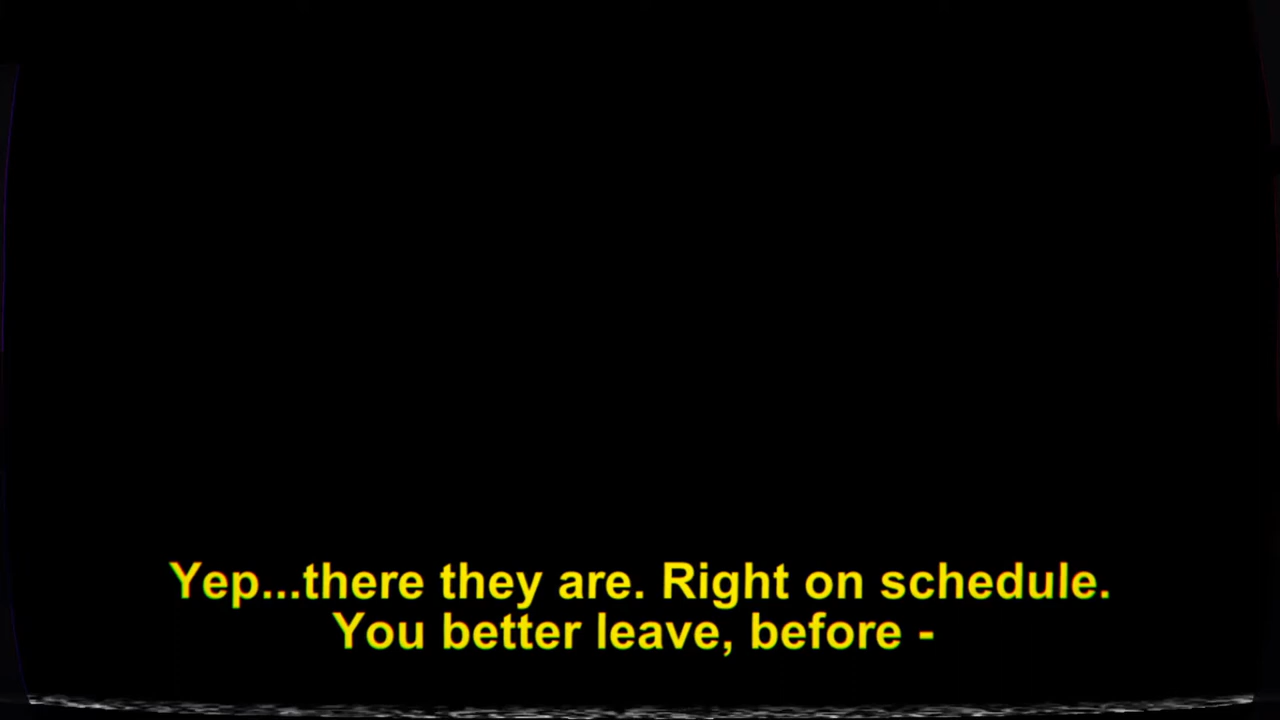 Yep...there they are. Right on schedule.
You better leave, before -